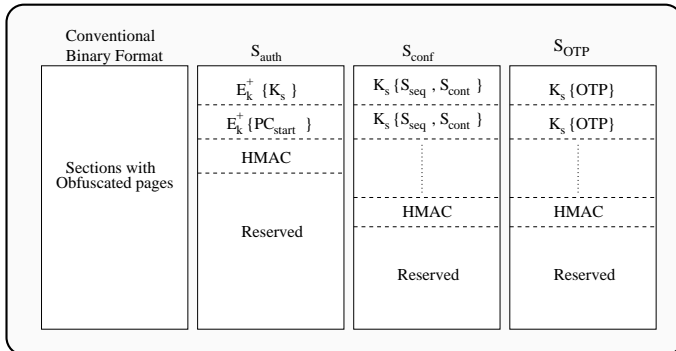 Conventional
Binary Format
S_auth
S_conf
S_OTP
Sections with
Obfuscated pages
E_k^+ {K_s }
E_k^+ {PC_start }
HMAC
Reserved
K_s {S_seq , S_cont }
K_s {S_seq , S_cont }
HMAC
Reserved
K_s {OTP}
K_s {OTP}
HMAC
Reserved